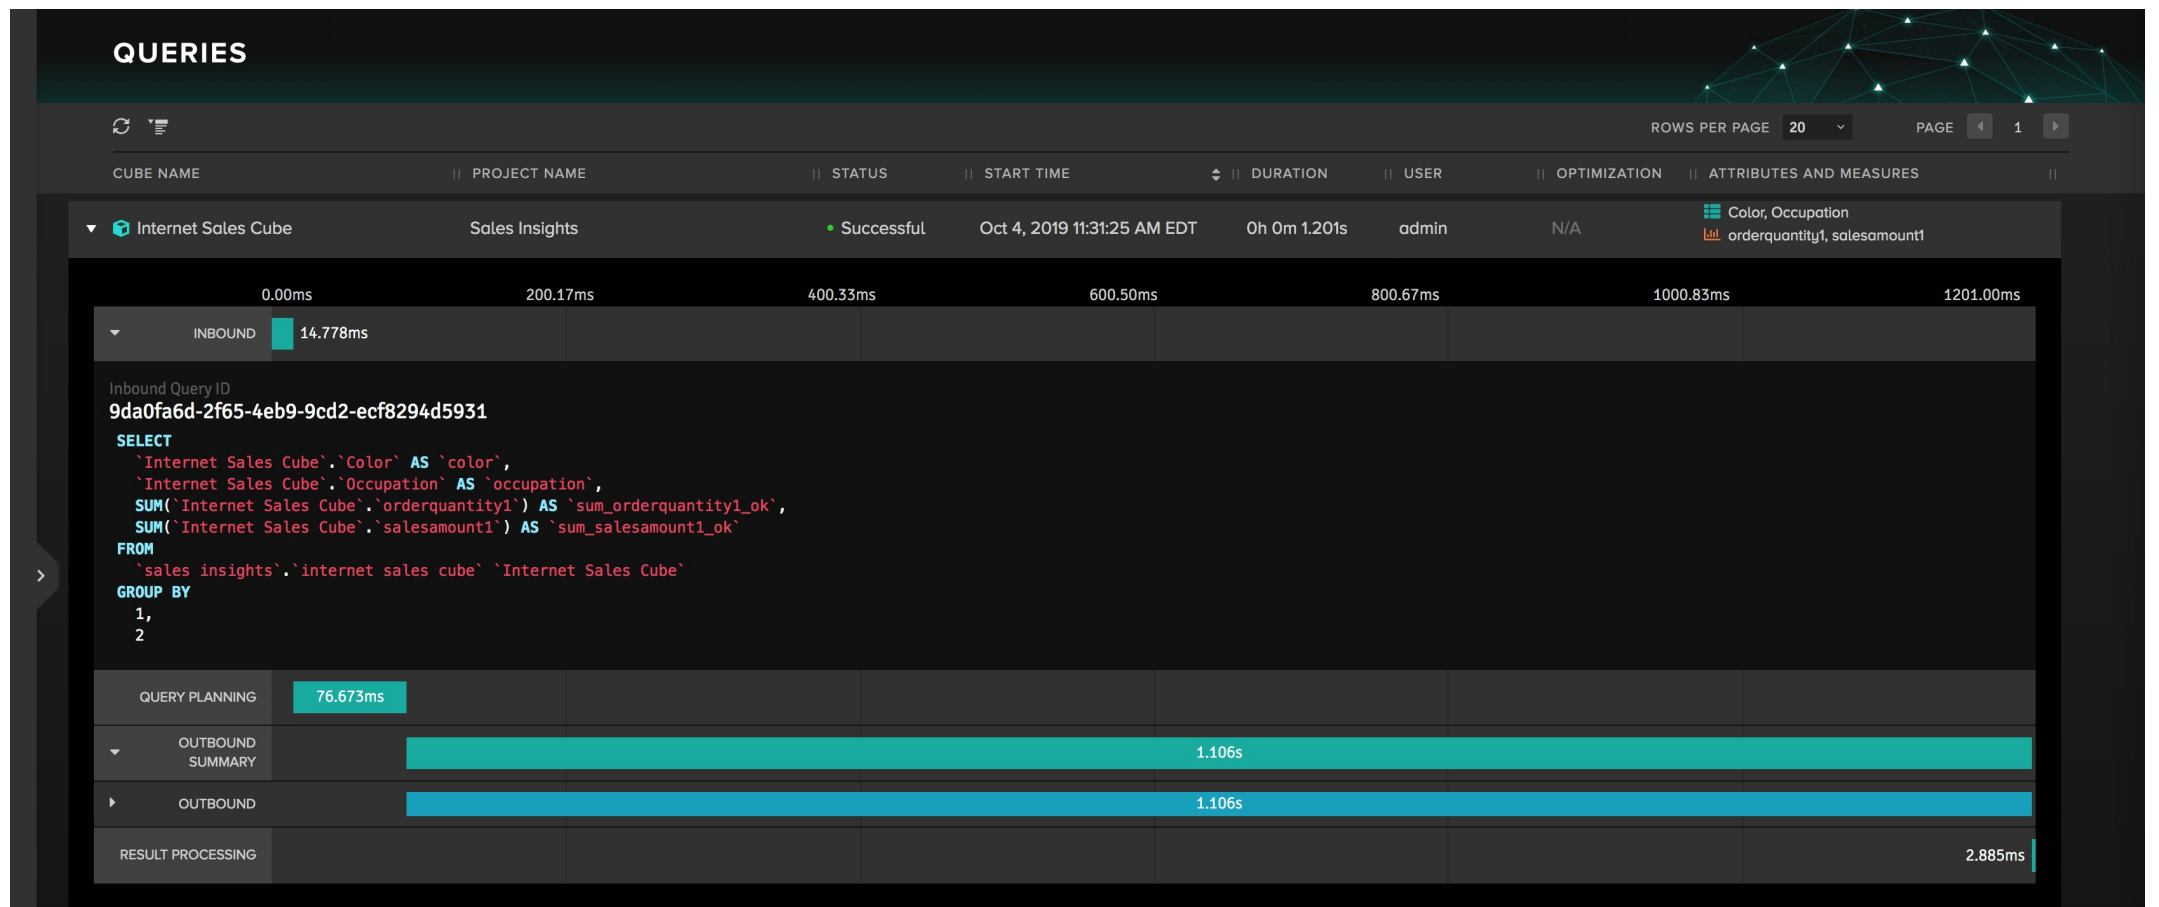 QUERIES
ROWS PER PAGE 20 PAGE 1
CUBE NAME PROJECT NAME STATUS START TIME DURATION USER OPTIMIZATION ATTRIBUTES AND MEASURES
Internet Sales Cube Sales Insights Successful Oct 4, 2019 11:31:25 AM EDT 0h 0m 1.201s admin N/A Color, Occupation
orderquantity1, salesamount1
0.00ms 200.17ms 400.33ms 600.50ms 800.67ms 1000.83ms 1201.00ms
INBOUND 14.778ms
Inbound Query ID
9da0fa6d-2f65-4eb9-9cd2-ecf8294d5931
SELECT
`Internet Sales Cube`.`Color` AS `color`,
`Internet Sales Cube`.`Occupation` AS `occupation`,
SUM(`Internet Sales Cube`.`orderquantity1`) AS `sum_orderquantity1_ok`,
SUM(`Internet Sales Cube`.`salesamount1`) AS `sum_salesamount1_ok`
FROM
`sales insights`.`internet sales cube` `Internet Sales Cube`
GROUP BY
1,
2
QUERY PLANNING 76.673ms
OUTBOUND
SUMMARY 1.106s
OUTBOUND 1.106s
RESULT PROCESSING 2.885ms